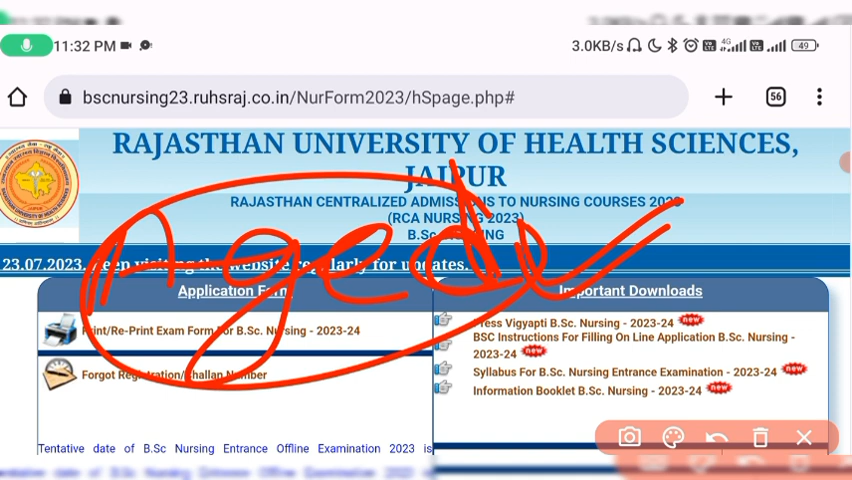 11:32 PM
3.0KB/s 4G 49
bscnursing23.ruhsraj.co.in/NurForm2023/hSpage.php#
56
RAJASTHAN UNIVERSITY OF HEALTH SCIENCES,
JAIPUR
RAJASTHAN CENTRALIZED ADMISSIONS TO NURSING COURSES 2023
(RCA NURSING 2023)
B.Sc NURSING
23.07.2023. Keep visiting the website regularly for updates.
Application Form
Print/Re-Print Exam Form For B.Sc. Nursing - 2023-24
Forgot Registration/Challan Number
Tentative date of B.Sc Nursing Entrance Offline Examination 2023 is
Important Downloads
Press Vigyapti B.Sc. Nursing - 2023-24 new
BSC Instructions For Filling On Line Application B.Sc. Nursing -
2023-24 new
Syllabus For B.Sc. Nursing Entrance Examination - 2023-24 new
Information Booklet B.Sc. Nursing - 2023-24 new